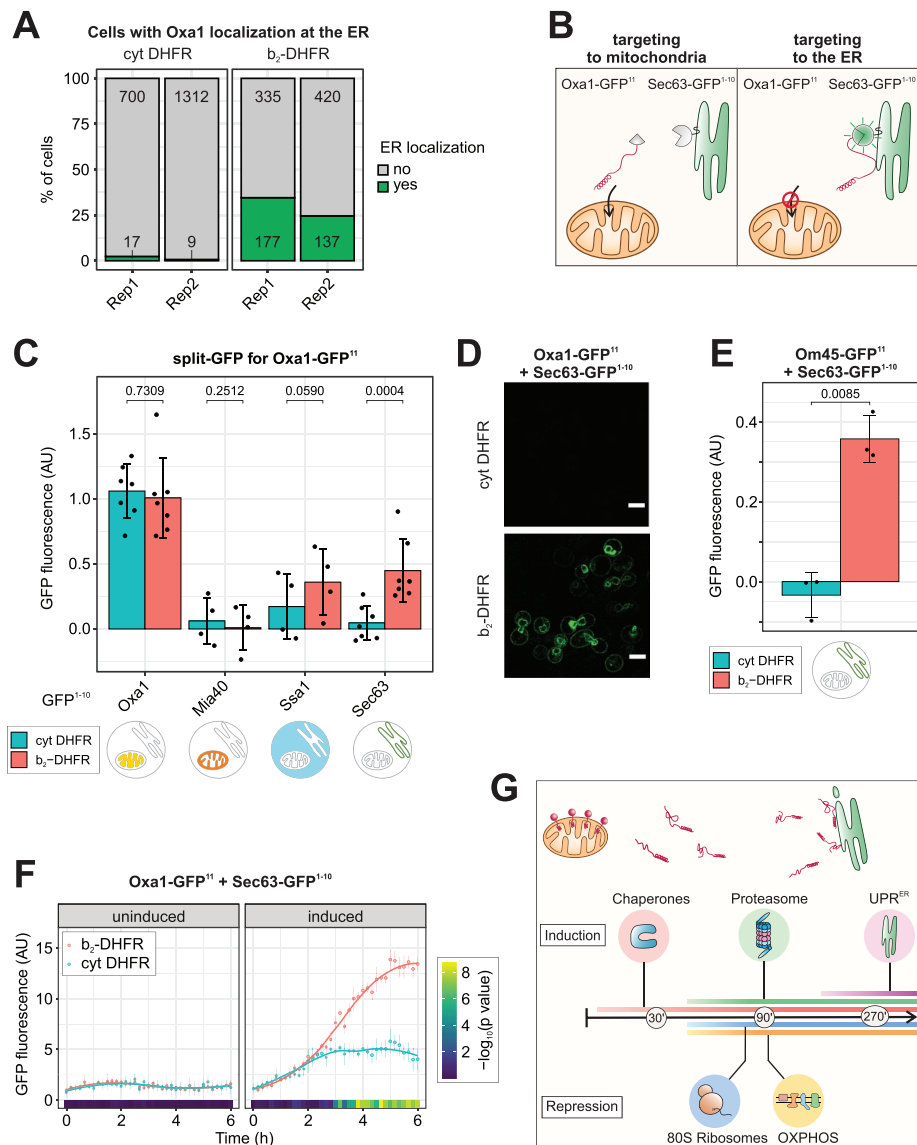 A
Cells with Oxa1 localization at the ER
cyt DHFR
b₂-DHFR
100
75
50
25
0
% of cells
700
1312
335
420
17
9
177
137
Rep1
Rep2
Rep1
Rep2
ER localization
no
yes
B
targeting to mitochondria
targeting to the ER
Oxa1-GFP¹¹
Sec63-GFP¹⁻¹⁰
Oxa1-GFP¹¹
Sec63-GFP¹⁻¹⁰
C
split-GFP for Oxa1-GFP¹¹
0.7309
0.2512
0.0590
0.0004
1.5
1.0
0.5
0.0
GFP fluorescence (AU)
GFP¹⁻¹⁰
Oxa1
Mia40
Ssa1
Sec63
cyt DHFR
b₂−DHFR
D
Oxa1-GFP¹¹
+ Sec63-GFP¹⁻¹⁰
cyt DHFR
b₂-DHFR
E
Om45-GFP¹¹
+ Sec63-GFP¹⁻¹⁰
0.0085
0.4
0.2
0.0
GFP fluorescence (AU)
cyt DHFR
b₂−DHFR
F
Oxa1-GFP¹¹ + Sec63-GFP¹⁻¹⁰
uninduced
induced
b₂-DHFR
cyt DHFR
15
10
5
0
GFP fluorescence (AU)
0
2
4
6
0
2
4
6
Time (h)
8
6
4
2
−log₁₀(p value)
G
Chaperones
Proteasome
UPRᴱᴿ
Induction
30'
90'
270'
Repression
80S Ribosomes
OXPHOS